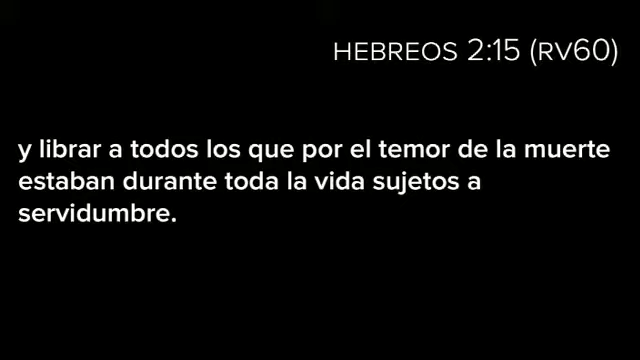 HEBREOS 2:15 (RV60)
y librar a todos los que por el temor de la muerte
estaban durante toda la vida sujetos a
servidumbre.